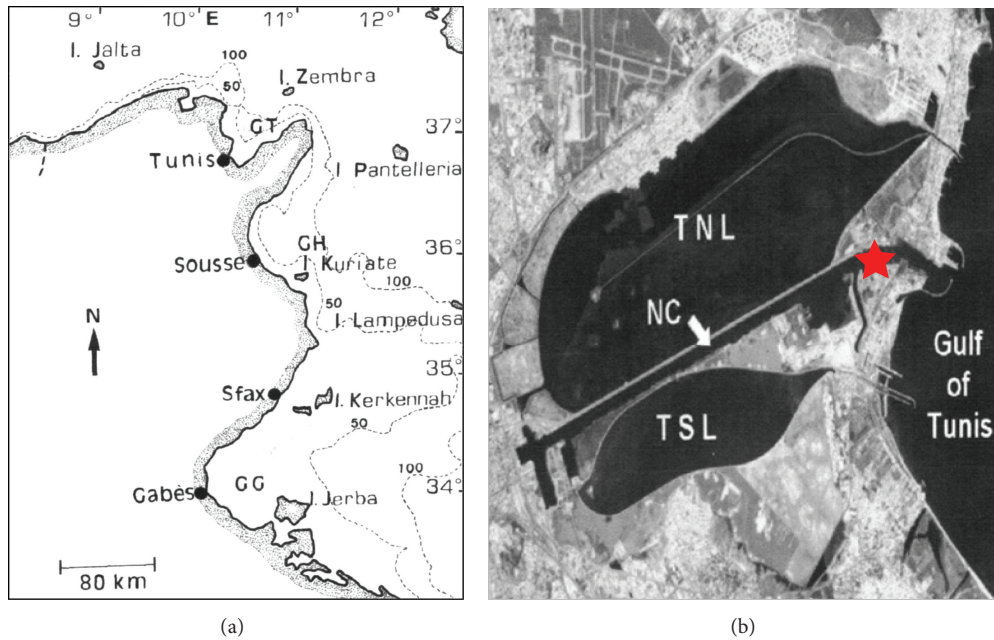 9° 10° E 11° 12°
I. Jalta
100
50
I. Zembra
GT
37°
Tunis
I. Pantelleria
GH
36°
Sousse
I. Kuriate
100
50
I. Lampedusa
N
35°
Sfax
I. Kerkennah
50
100
GG
34°
Gabès
I. Jerba
80 km
(a)
TNL
NC
TSL
Gulf
of
Tunis
(b)